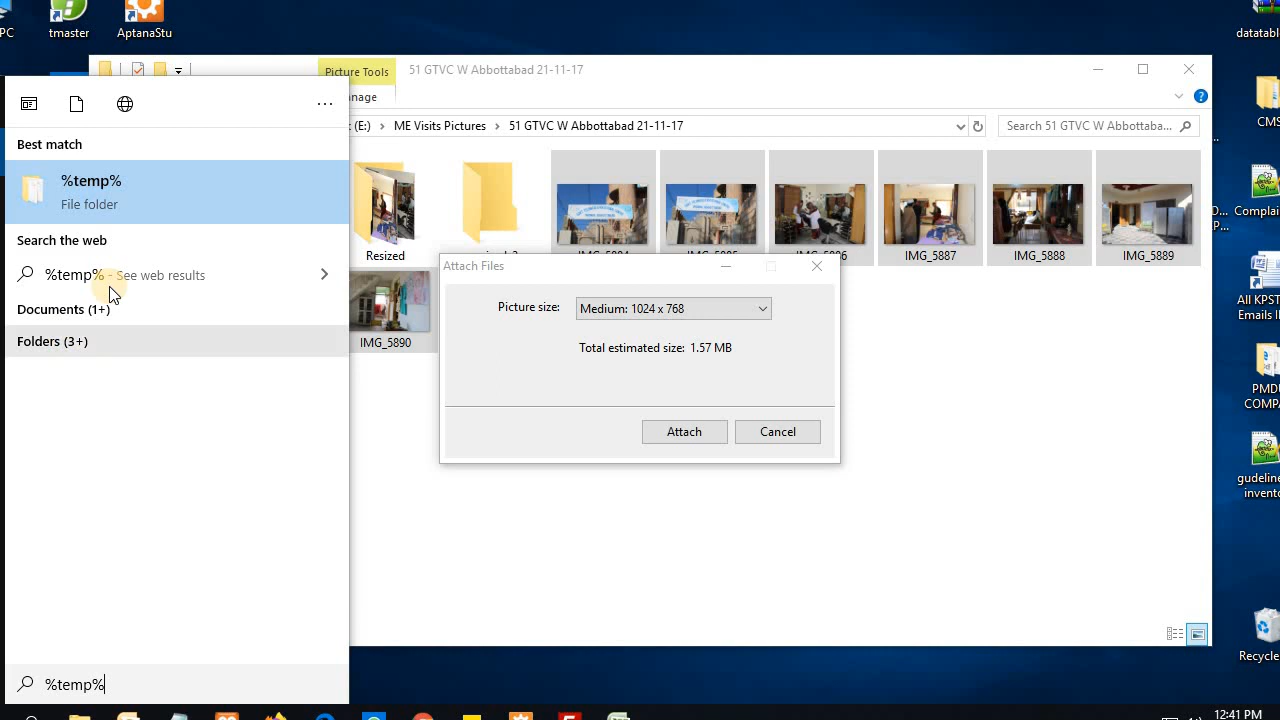 PC
tmaster
AptanaStu
Picture Tools
51 GTVC W Abbottabad 21-11-17
anage
(E:) > ME Visits Pictures > 51 GTVC W Abbottabad 21-11-17
Search 51 GTVC W Abbottaba...
...
Best match
%temp%
File folder
Search the web
%temp% - See web results
Documents (1+)
Folders (3+)
%temp%
Resized
IMG_5886
IMG_5887
IMG_5888
IMG_5889
IMG_5890
Attach Files
Picture size:
Medium: 1024 x 768
Total estimated size: 1.57 MB
Attach
Cancel
datatabl
CMS
Complai
All KPST
Emails I
PMDU
COMPA
gudeline
invento
Recycle
12:41 PM